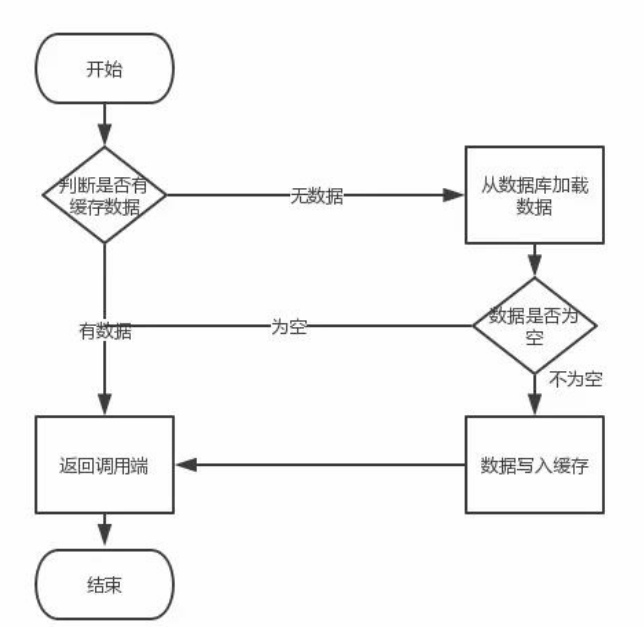 开始
判断是否有
缓存数据
无数据
从数据库加载
数据
有数据
为空
数据是否为
空
不为空
返回调用端
数据写入缓存
结束